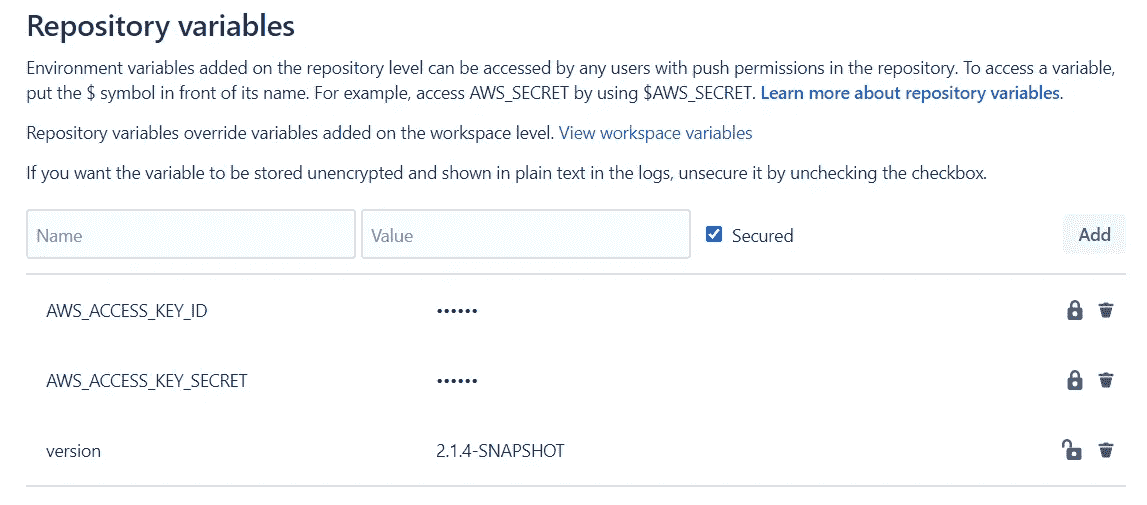 Repository variables
Environment variables added on the repository level can be accessed by any users with push permissions in the repository. To access a variable,
put the $ symbol in front of its name. For example, access AWS_SECRET by using $AWS_SECRET. Learn more about repository variables.
Repository variables override variables added on the workspace level. View workspace variables
If you want the variable to be stored unencrypted and shown in plain text in the logs, unsecure it by unchecking the checkbox.
Name Value Secured Add
AWS_ACCESS_KEY_ID ••••••
AWS_ACCESS_KEY_SECRET ••••••
version 2.1.4-SNAPSHOT